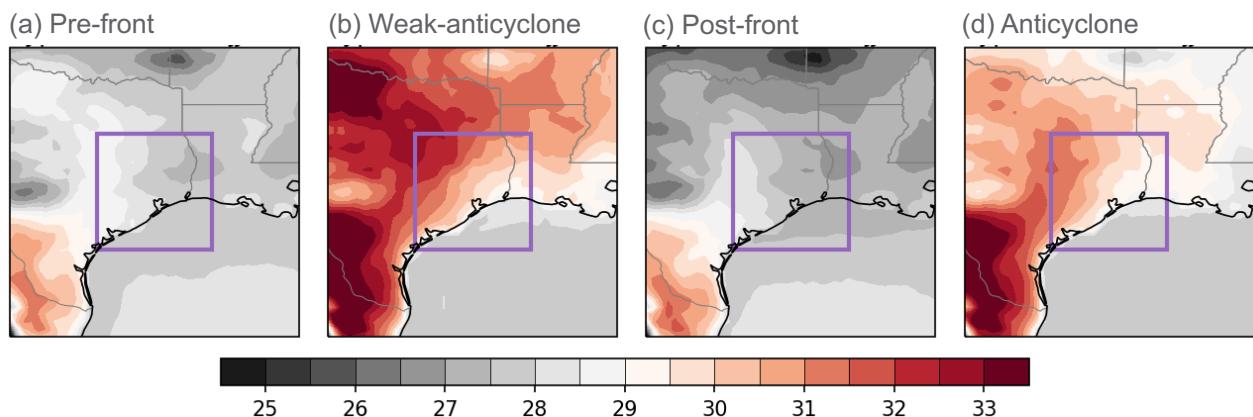 (a) Pre-front (b) Weak-anticyclone (c) Post-front (d) Anticyclone
25 26 27 28 29 30 31 32 33